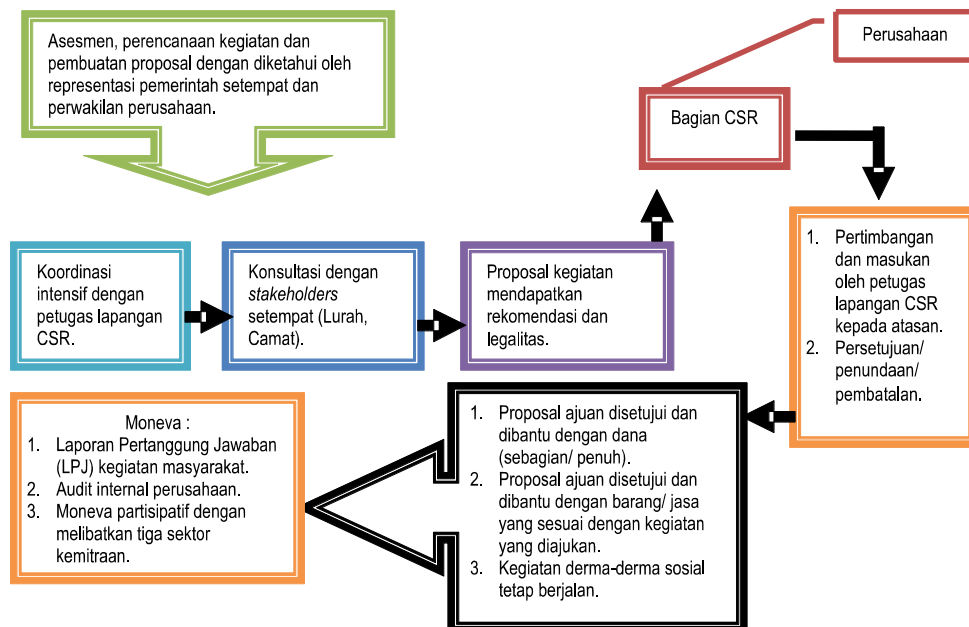 Asesmen, perencanaan kegiatan dan
pembuatan proposal dengan diketahui oleh
representasi pemerintah setempat dan
perwakilan perusahaan.
Perusahaan
Bagian CSR
Koordinasi
intensif dengan
petugas lapangan
CSR.
Konsultasi dengan
stakeholders
setempat (Lurah,
Camat).
Proposal kegiatan
mendapatkan
rekomendasi dan
legalitas.
1. Pertimbangan
dan masukan
oleh petugas
lapangan CSR
kepada atasan.
2. Persetujuan/
penundaan/
pembatalan.
1. Proposal ajuan disetujui dan
dibantu dengan dana
(sebagian/ penuh).
2. Proposal ajuan disetujui dan
dibantu dengan barang/ jasa
yang sesuai dengan kegiatan
yang diajukan.
3. Kegiatan derma-derma sosial
tetap berjalan.
Moneva :
1. Laporan Pertanggung Jawaban
(LPJ) kegiatan masyarakat.
2. Audit internal perusahaan.
3. Moneva partisipatif dengan
melibatkan tiga sektor
kemitraan.